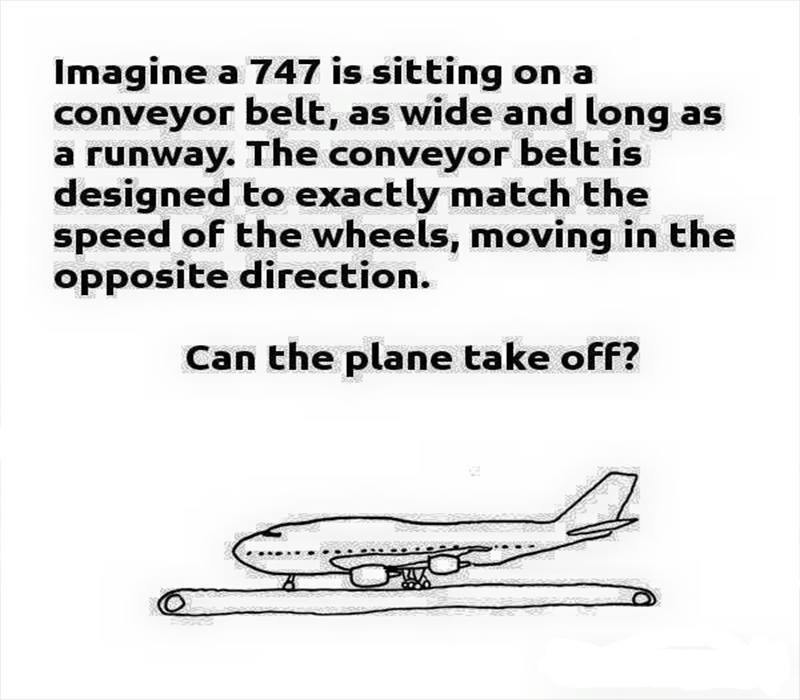 Imagine a 747 is sitting on a
conveyor belt, as wide and long as
a runway. The conveyor belt is
designed to exactly match the
speed of the wheels, moving in the
opposite direction.
Can the plane take off?